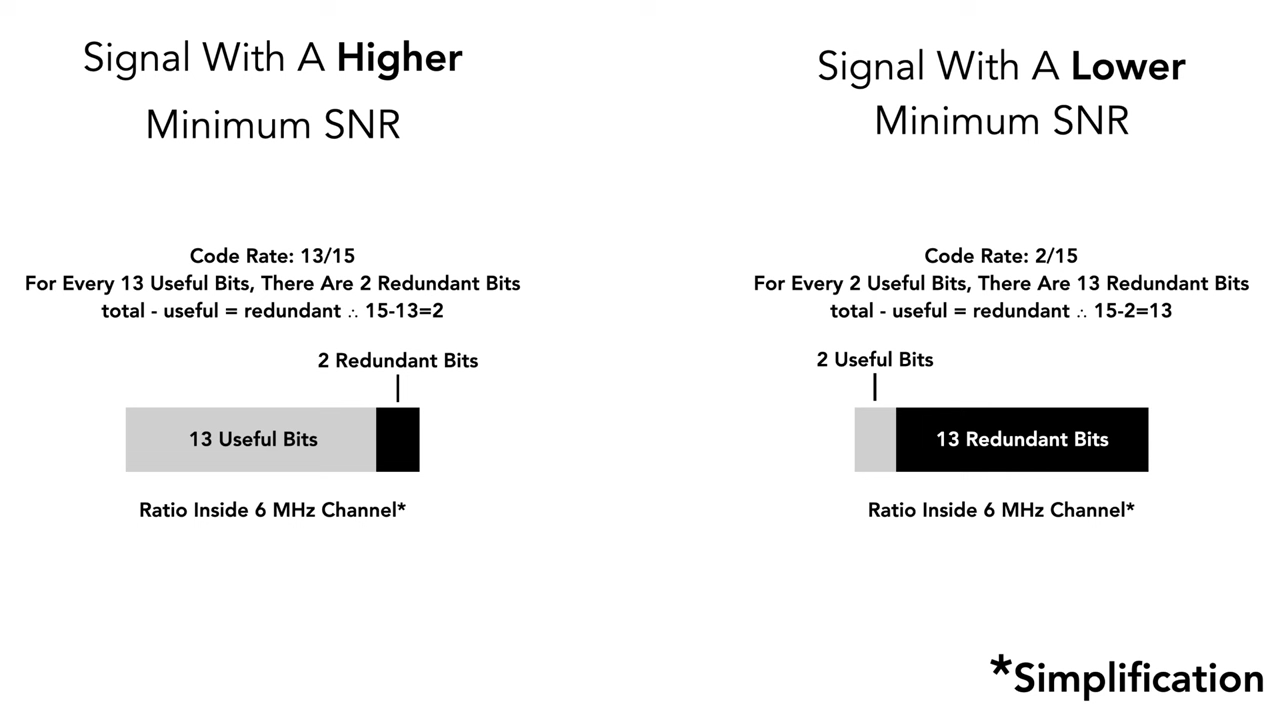 Signal With A Higher
Minimum SNR
Code Rate: 13/15
For Every 13 Useful Bits, There Are 2 Redundant Bits
total - useful = redundant ∴ 15-13=2
2 Redundant Bits
13 Useful Bits
Ratio Inside 6 MHz Channel*
Signal With A Lower
Minimum SNR
Code Rate: 2/15
For Every 2 Useful Bits, There Are 13 Redundant Bits
total - useful = redundant ∴ 15-2=13
2 Useful Bits
13 Redundant Bits
Ratio Inside 6 MHz Channel*
*Simplification